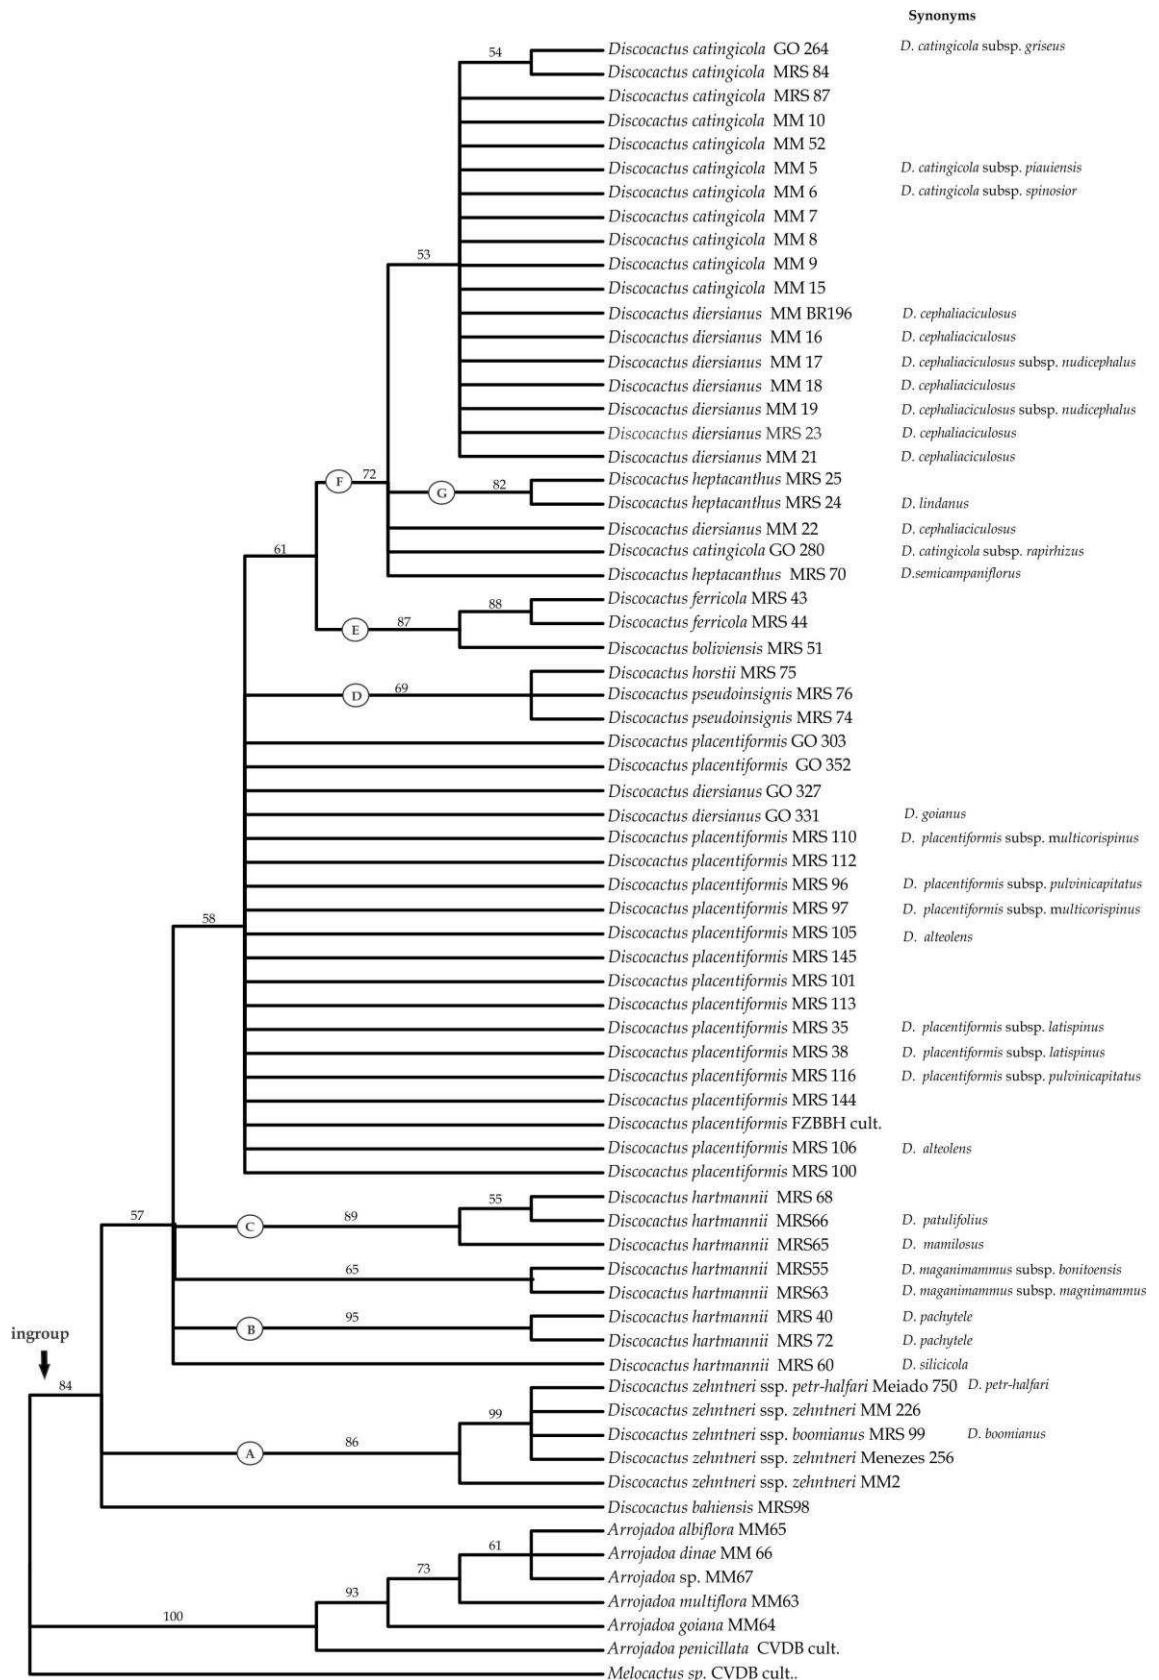 Synonyms
54
Discocactus catingicola GO 264 D. catingicola subsp. griseus
Discocactus catingicola MRS 84
Discocactus catingicola MRS 87
Discocactus catingicola MM 10
Discocactus catingicola MM 52
Discocactus catingicola MM 5 D. catingicola subsp. piauiensis
Discocactus catingicola MM 6 D. catingicola subsp. spinosior
Discocactus catingicola MM 7
Discocactus catingicola MM 8
53
Discocactus catingicola MM 9
Discocactus catingicola MM 15
Discocactus diersianus MM BR196 D. cephaliaciculosus
Discocactus diersianus MM 16 D. cephaliaciculosus
Discocactus diersianus MM 17 D. cephaliaciculosus subsp. nudicephalus
Discocactus diersianus MM 18 D. cephaliaciculosus
Discocactus diersianus MM 19 D. cephaliaciculosus subsp. nudicephalus
Discocactus diersianus MRS 23 D. cephaliaciculosus
Discocactus diersianus MM 21 D. cephaliaciculosus
F 72
Discocactus heptacanthus MRS 25
G 82
Discocactus heptacanthus MRS 24 D. lindanus
Discocactus diersianus MM 22 D. cephaliaciculosus
61
Discocactus catingicola GO 280 D. catingicola subsp. rapirhizus
Discocactus heptacanthus MRS 70 D.semicampaniflorus
Discocactus ferricola MRS 43
88
Discocactus ferricola MRS 44
E 87
Discocactus boliviensis MRS 51
Discocactus horstii MRS 75
D 69
Discocactus pseudoinsignis MRS 76
Discocactus pseudoinsignis MRS 74
Discocactus placentiformis GO 303
Discocactus placentiformis GO 352
Discocactus diersianus GO 327
Discocactus diersianus GO 331 D. goianus
Discocactus placentiformis MRS 110 D. placentiformis subsp. multicorispinus
Discocactus placentiformis MRS 112
Discocactus placentiformis MRS 96 D. placentiformis subsp. pulvinicapitatus
Discocactus placentiformis MRS 97 D. placentiformis subsp. multicorispinus
58
Discocactus placentiformis MRS 105 D. alteolens
Discocactus placentiformis MRS 145
Discocactus placentiformis MRS 101
Discocactus placentiformis MRS 113
Discocactus placentiformis MRS 35 D. placentiformis subsp. latispinus
Discocactus placentiformis MRS 38 D. placentiformis subsp. latispinus
Discocactus placentiformis MRS 116 D. placentiformis subsp. pulvinicapitatus
Discocactus placentiformis MRS 144
Discocactus placentiformis FZBBH cult.
Discocactus placentiformis MRS 106 D. alteolens
Discocactus placentiformis MRS 100
Discocactus hartmannii MRS 68
55
57
C 89
Discocactus hartmannii MRS66 D. patulifolius
Discocactus hartmannii MRS65 D. mamilosus
65
Discocactus hartmannii MRS55 D. maganimammus subsp. bonitoensis
Discocactus hartmannii MRS63 D. maganimammus subsp. magnimammus
B 95
Discocactus hartmannii MRS 40 D. pachytele
ingroup
Discocactus hartmannii MRS 72 D. pachytele
Discocactus hartmannii MRS 60 D. silicicola
84
Discocactus zehntneri ssp. petr-halfari Meiado 750 D. petr-halfari
99
Discocactus zehntneri ssp. zehntneri MM 226
Discocactus zehntneri ssp. boomianus MRS 99 D. boomianus
A 86
Discocactus zehntneri ssp. zehntneri Menezes 256
Discocactus zehntneri ssp. zehntneri MM2
Discocactus bahiensis MRS98
Arrojadoa albiflora MM65
61
Arrojadoa dinae MM 66
73
Arrojadoa sp. MM67
93
Arrojadoa multiflora MM63
100
Arrojadoa goiana MM64
Arrojadoa penicillata CVDB cult.
Melocactus sp. CVDB cult..